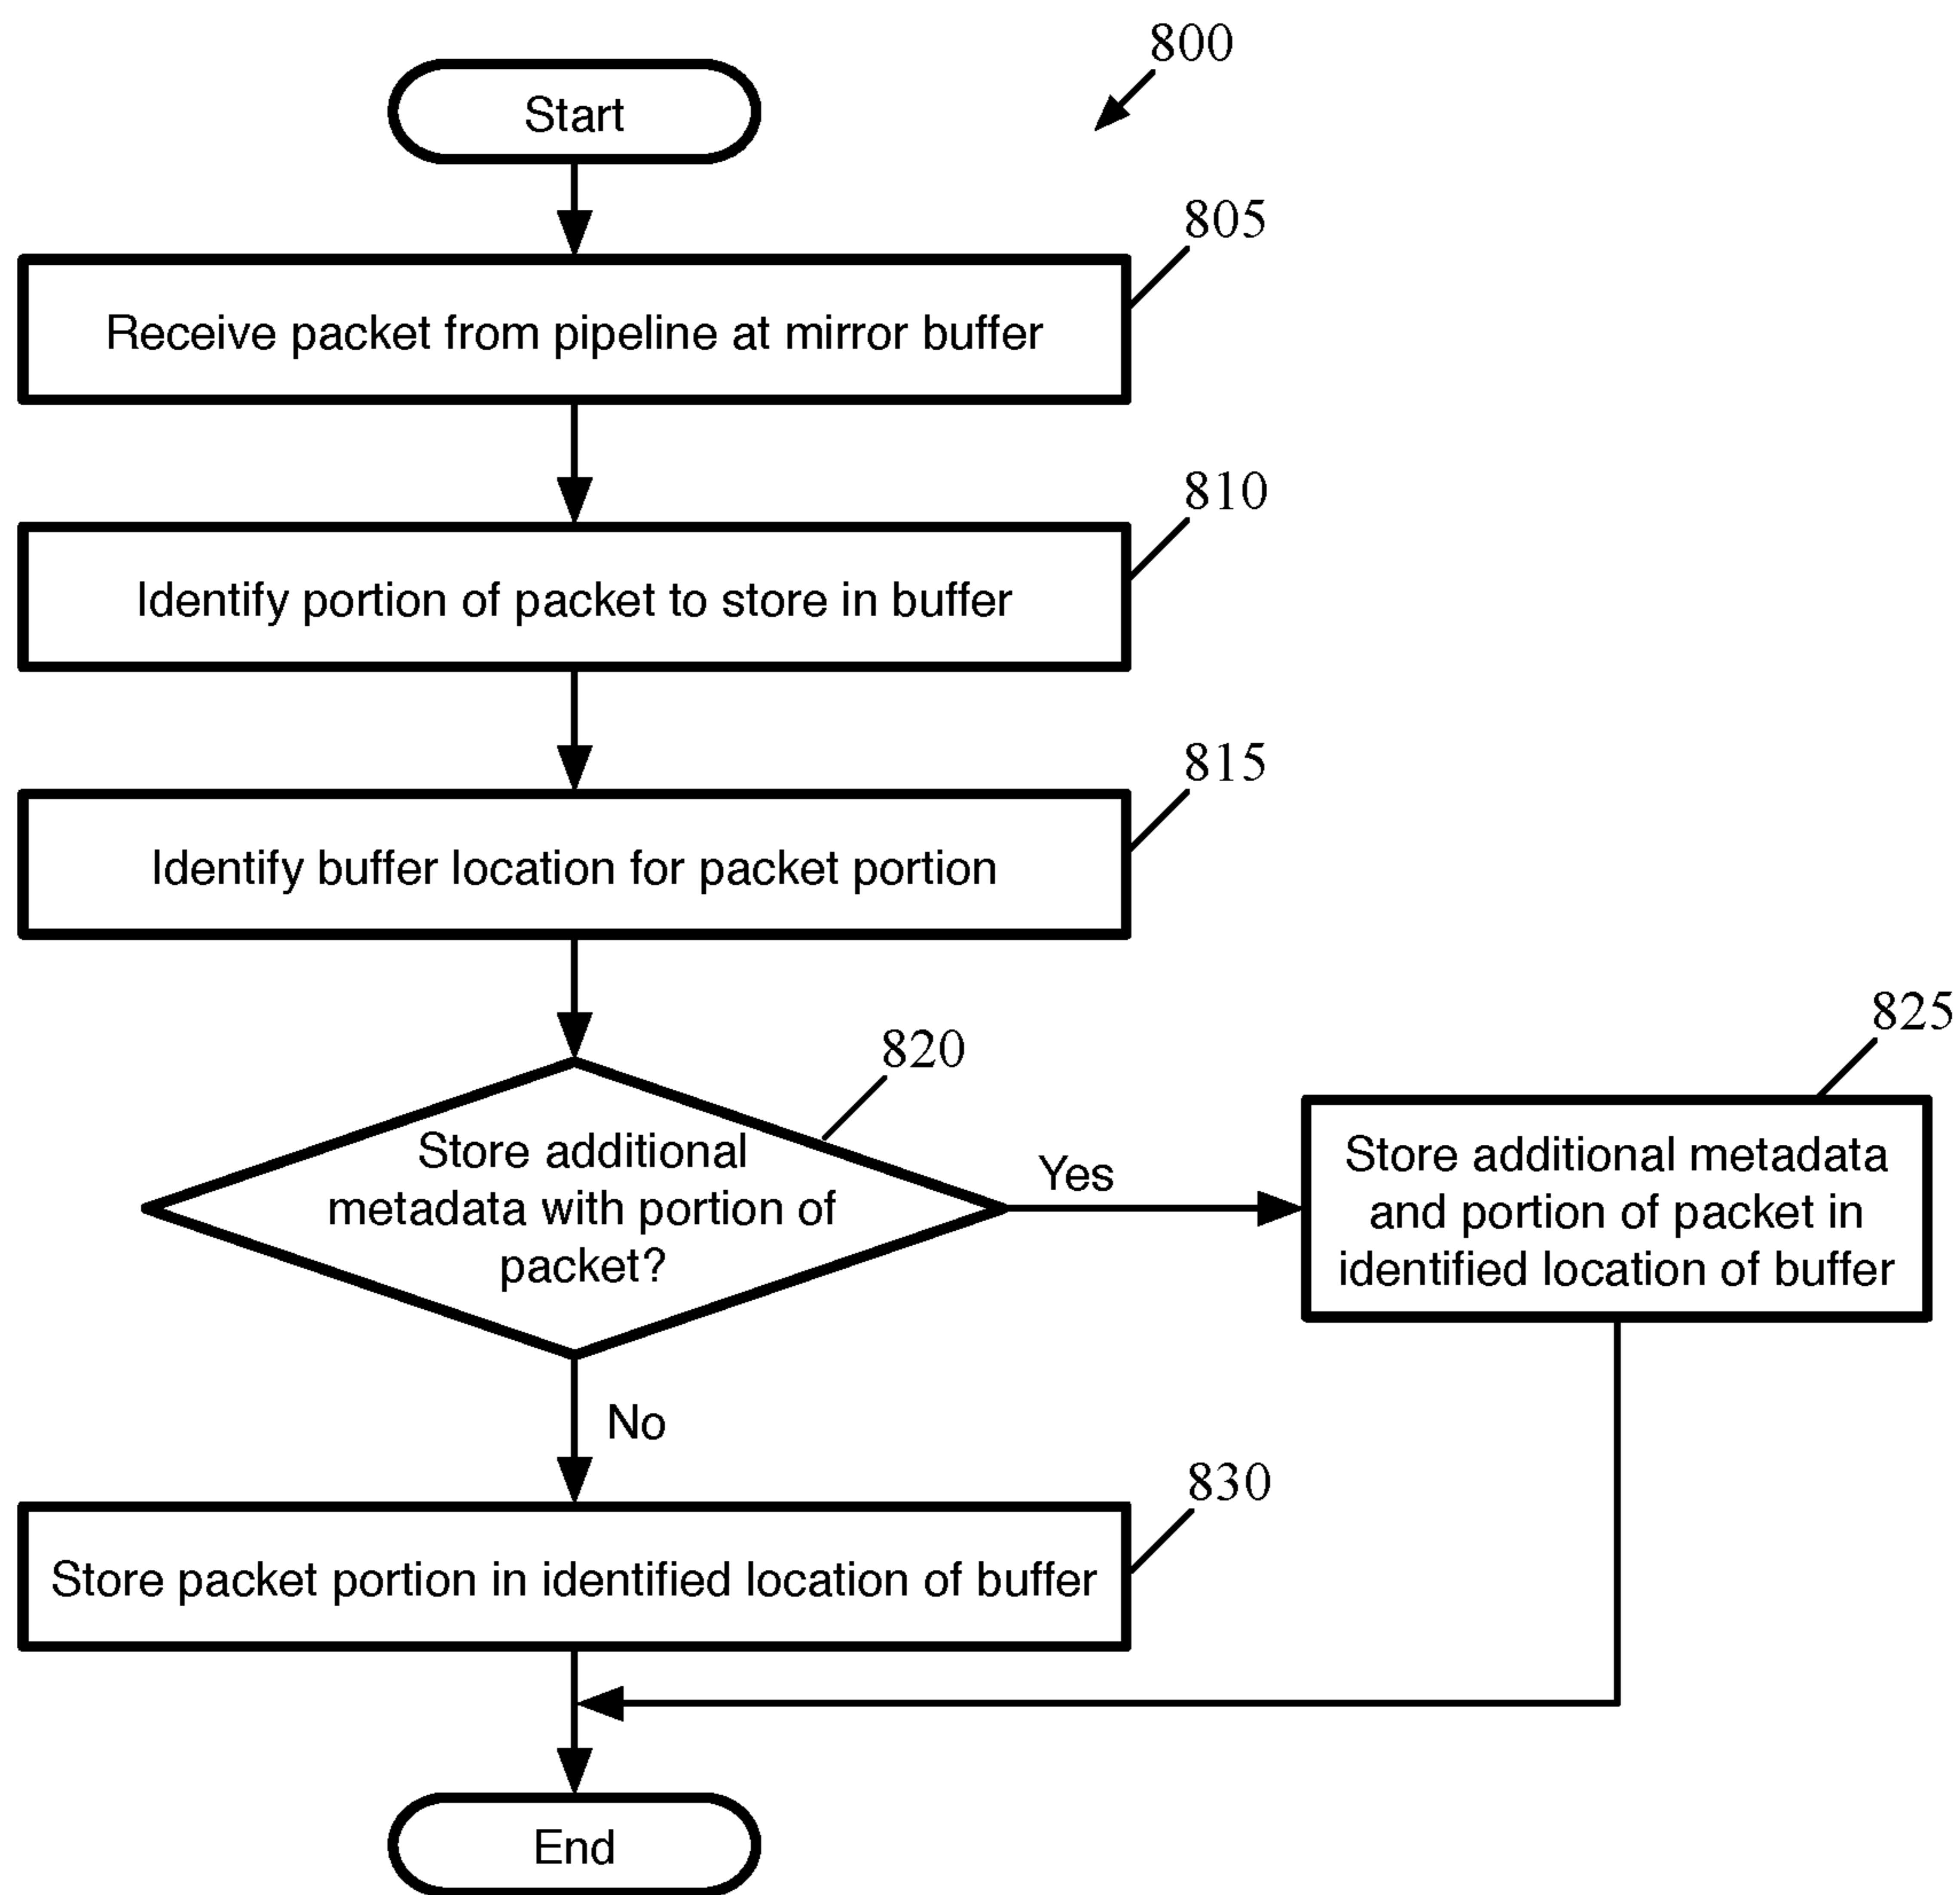 800
Start
805
Receive packet from pipeline at mirror buffer
810
Identify portion of packet to store in buffer
815
Identify buffer location for packet portion
820
Store additional
metadata with portion of
packet?
Yes
825
Store additional metadata
and portion of packet in
identified location of buffer
No
830
Store packet portion in identified location of buffer
End